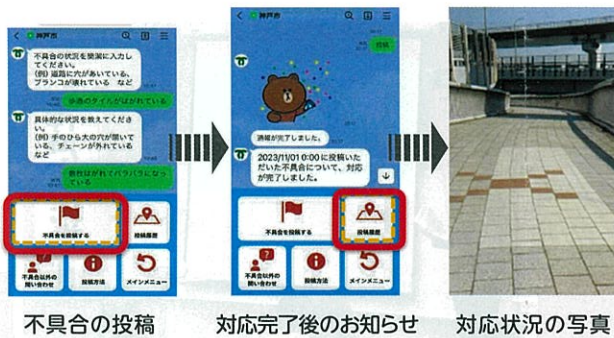 神戸市
不具合の状況を簡潔に入力し
てください。
(例) 道路に穴があいている、
ブランコが壊れている など
歩道のタイルがはがれている
具体的な状況を教えてくださ
い。
(例) 手のひら大の穴が開いて
いる、チェーンが外れている
など
数枚はがれてバラバラになっ
ている
不具合を投稿する
投稿履歴
不具合以外の
問い合わせ
投稿方法
メインメニュー
不具合の投稿
神戸市
投稿
通報が完了しました。
2023/11/01 0:00 に投稿いた
だいた不具合について、対応
が完了しました。
不具合を投稿する
投稿履歴
不具合以外の
問い合わせ
投稿方法
メインメニュー
対応完了後のお知らせ
対応状況の写真